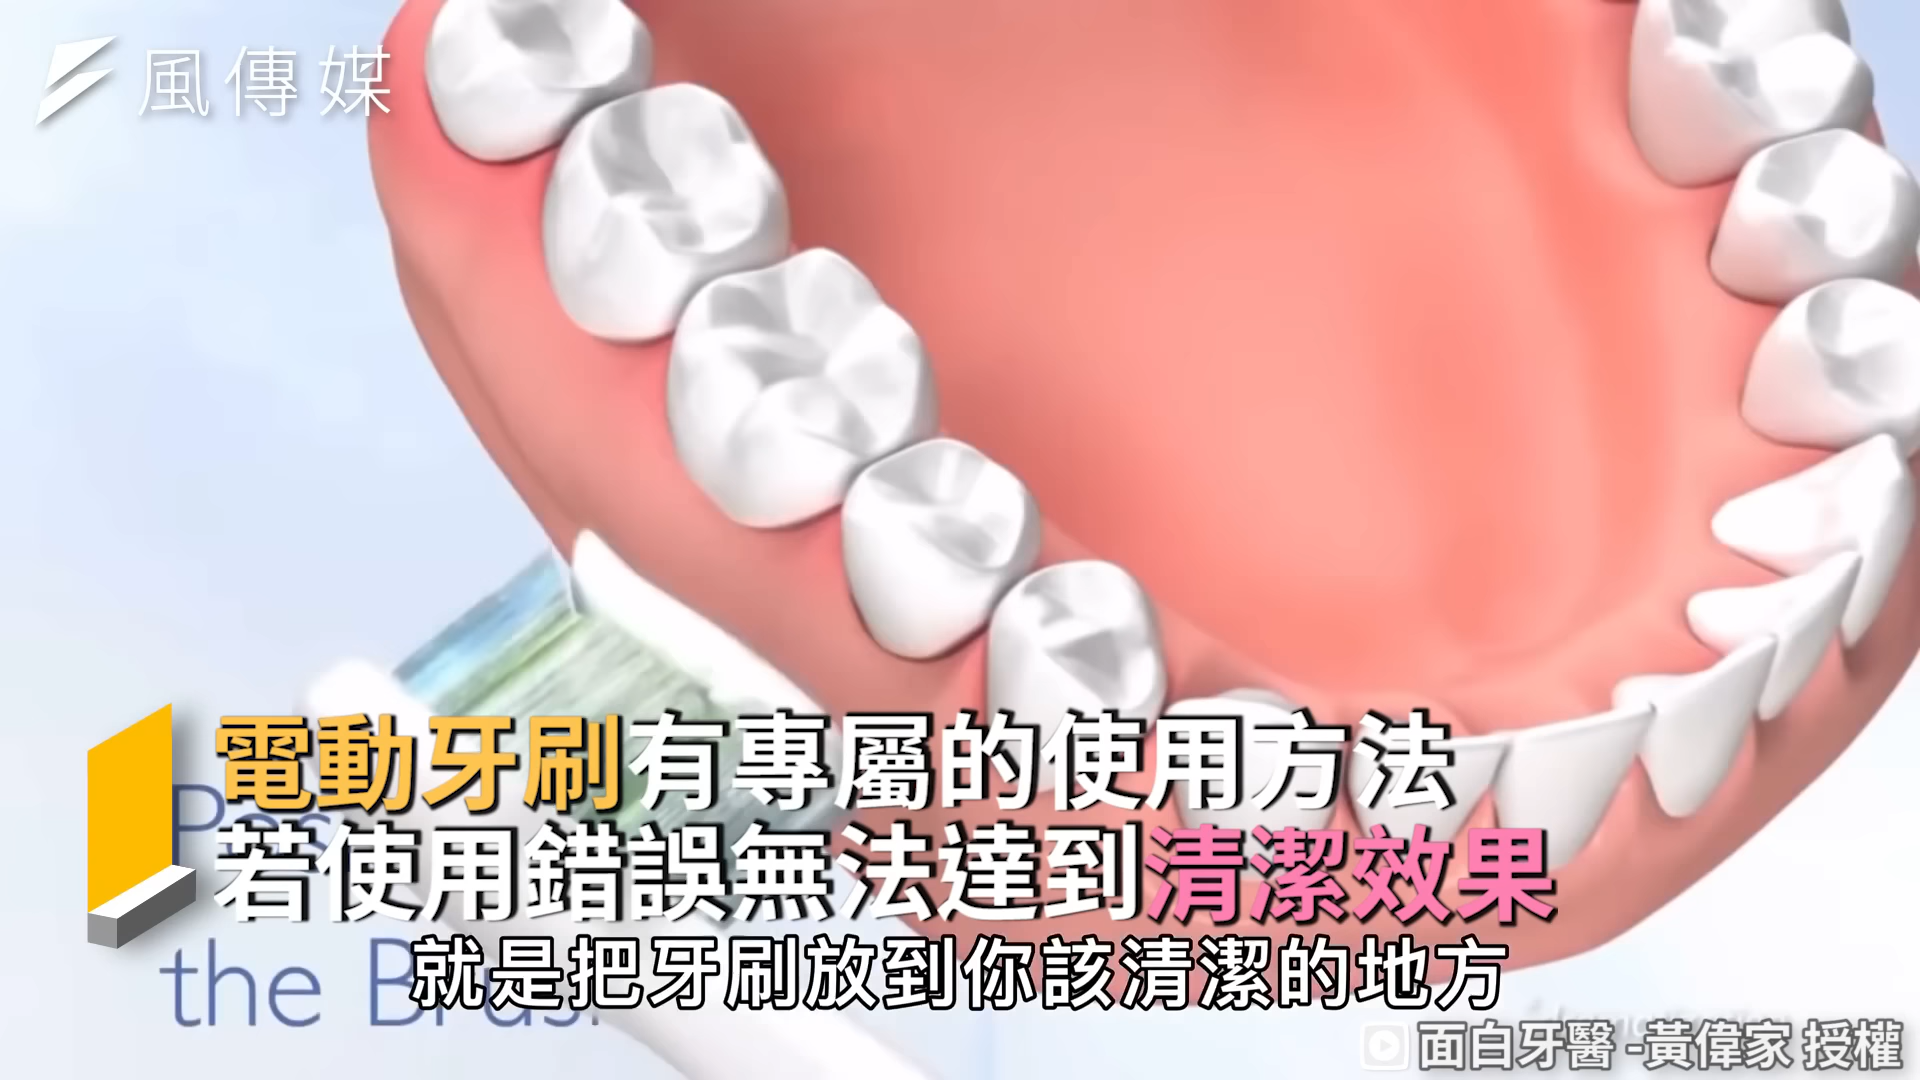 風傳媒
電動牙刷有專屬的使用方法
若使用錯誤無法達到清潔效果
就是把牙刷放到你該清潔的地方
the
面白牙醫 -黃偉家 授權